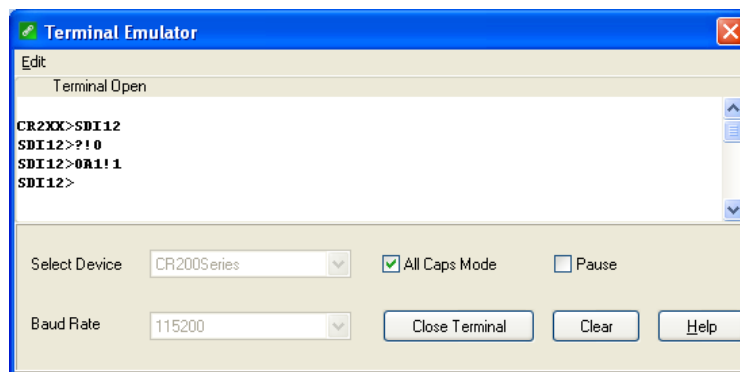 Terminal Emulator
Edit
Terminal Open
CR2XX>SDI12
SDI12>?!0
SDI12>0A1!1
SDI12>
Select Device CR200Series All Caps Mode Pause
Baud Rate 115200 Close Terminal Clear Help